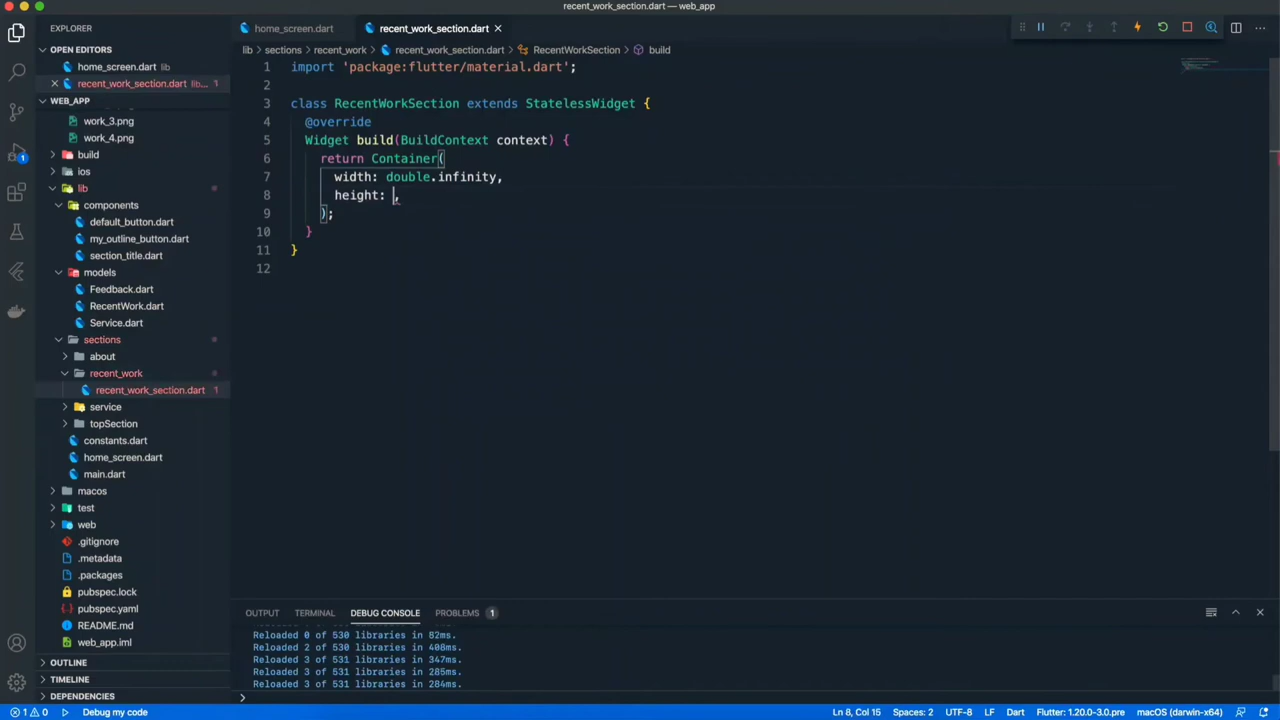 recent_work_section.dart — web_app
EXPLORER
home_screen.dart
recent_work_section.dart
OPEN EDITORS
lib > sections > recent_work > recent_work_section.dart > RecentWorkSection > build
home_screen.dart lib
recent_work_section.dart lib... 1
WEB_APP
work_3.png
work_4.png
build
ios
lib
components
default_button.dart
my_outline_button.dart
section_title.dart
models
Feedback.dart
RecentWork.dart
Service.dart
sections
about
recent_work
recent_work_section.dart 1
service
topSection
constants.dart
home_screen.dart
main.dart
macos
test
web
.gitignore
.metadata
.packages
pubspec.lock
pubspec.yaml
README.md
web_app.iml
OUTLINE
TIMELINE
DEPENDENCIES
1
1 import 'package:flutter/material.dart';
2
3 class RecentWorkSection extends StatelessWidget {
4 @override
5 Widget build(BuildContext context) {
6 return Container(
7 width: double.infinity,
8 height: ,
9 );
10 }
11 }
12
OUTPUT TERMINAL DEBUG CONSOLE PROBLEMS 1
Reloaded 0 of 530 libraries in 82ms.
Reloaded 2 of 530 libraries in 408ms.
Reloaded 3 of 531 libraries in 347ms.
Reloaded 3 of 531 libraries in 285ms.
Reloaded 3 of 531 libraries in 284ms.
>
1 0 Debug my code Ln 8, Col 15 Spaces: 2 UTF-8 LF Dart Flutter: 1.20.0-3.0.pre macOS (darwin-x64)